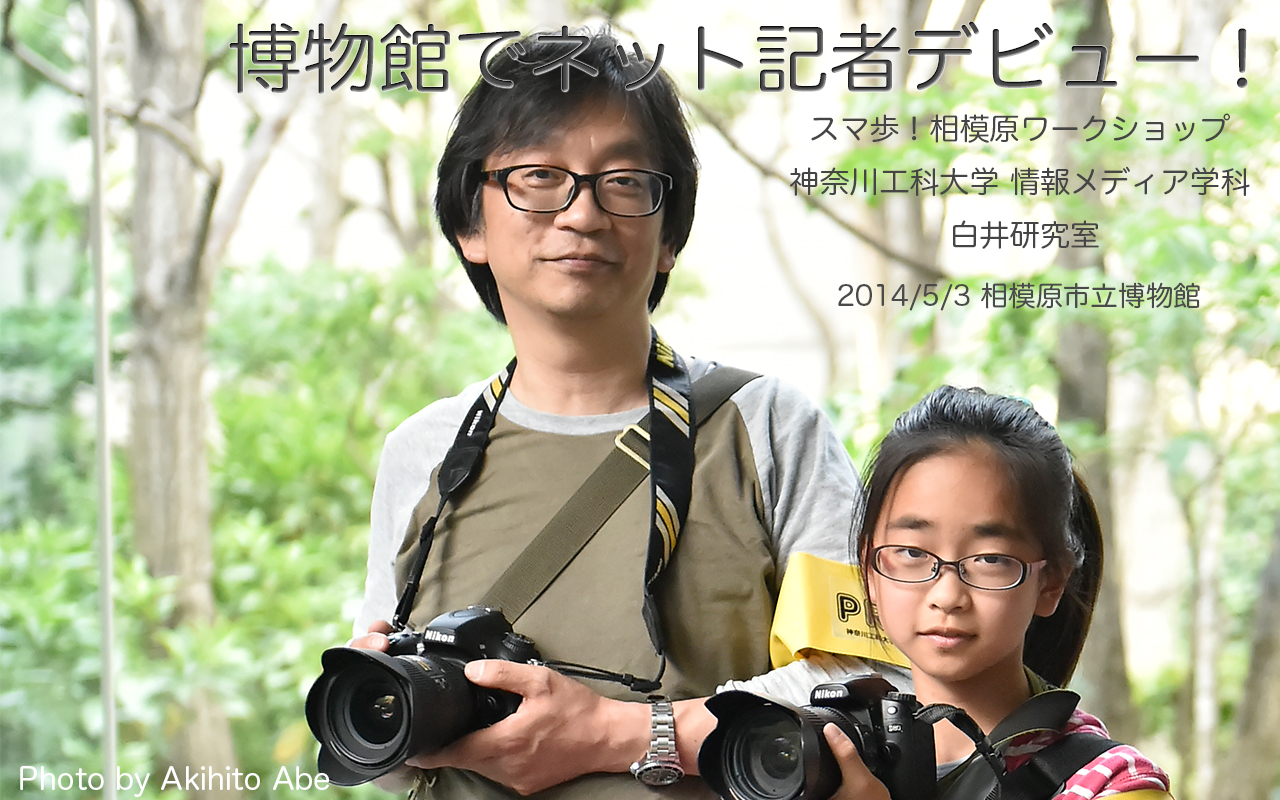 博物館でネット記者デビュー！
スマ歩！相模原ワークショップ
神奈川工科大学 情報メディア学科
白井研究室
2014/5/3 相模原市立博物館
Nikon
Nikon
Photo by Akihito Abe